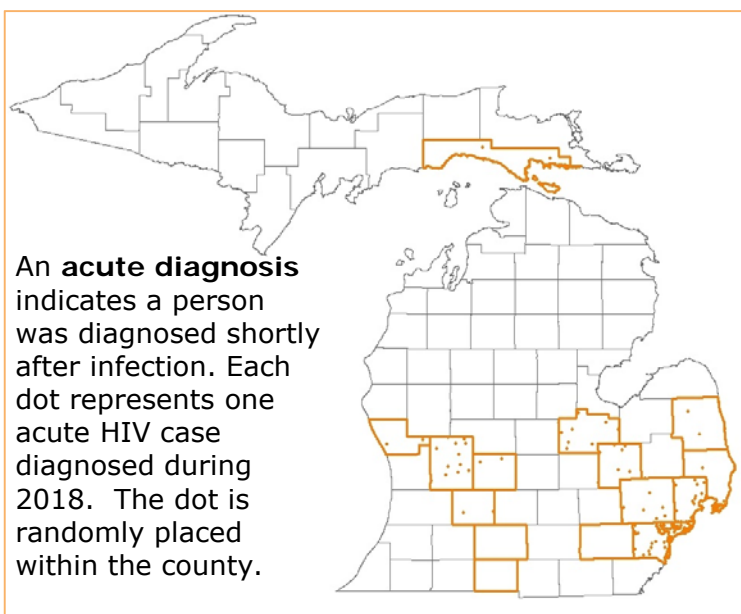 An acute diagnosis
indicates a person
was diagnosed shortly
after infection. Each
dot represents one
acute HIV case
diagnosed during
2018.  The dot is
randomly placed
within the county.